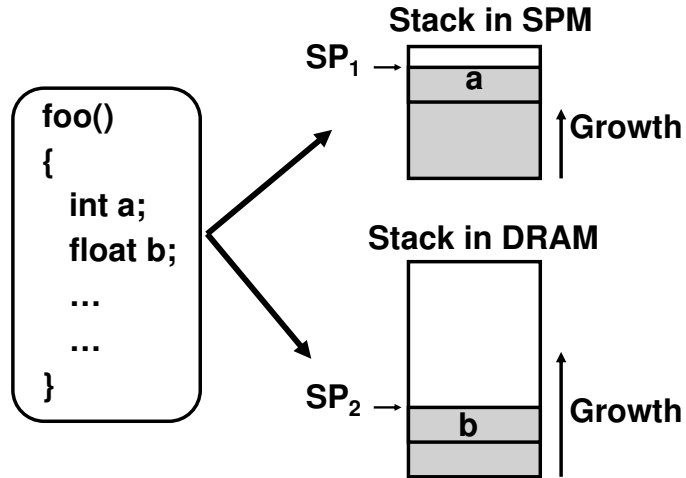 foo()
{
int a;
float b;
...
...
}
Stack in SPM
SP₁
a
Growth
Stack in DRAM
SP₂
b
Growth